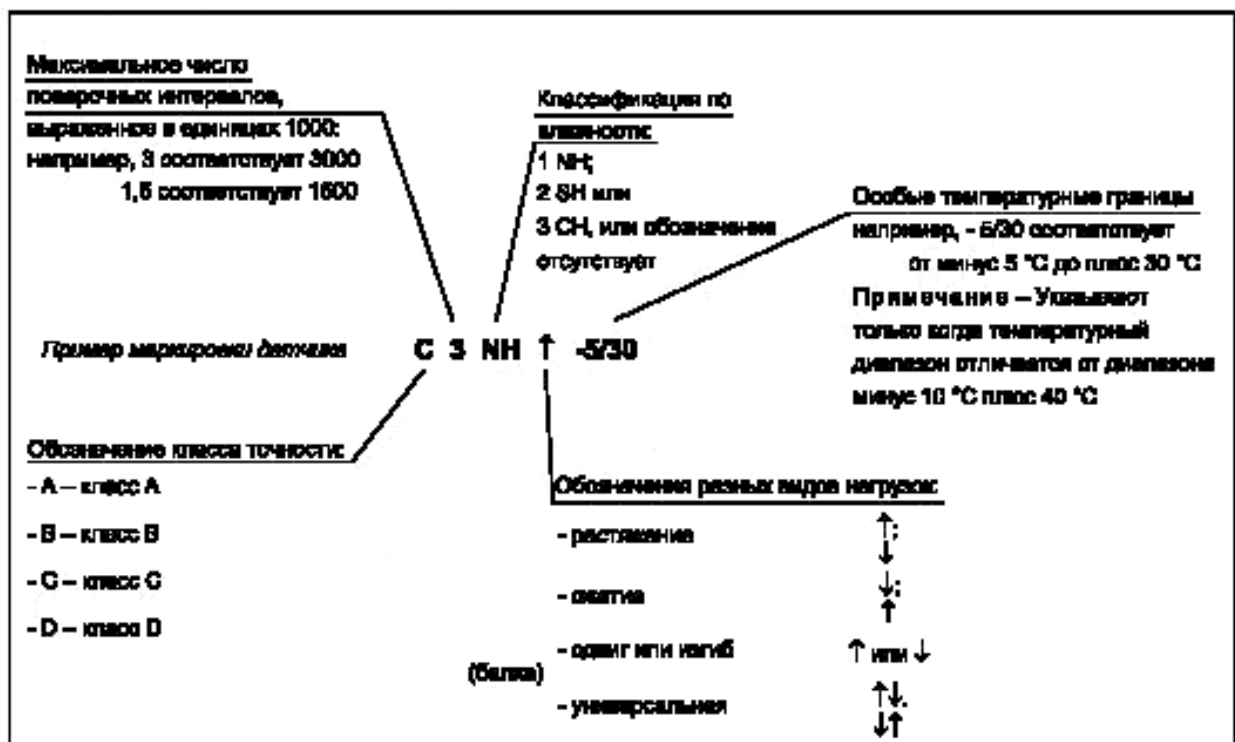 Максимальное число
поверочных интервалов,
выраженное в единицах 1000:
например, 3 соответствует 3000
1,5 соответствует 1500
Классификация по
влажности:
1 NH;
2 SH или
3 CH, или обозначение
отсутствует
Особые температурные границы
например, - 5/30 соответствует
от минус 5 °C до плюс 30 °C
Примечание – Указывают
только когда температурный
диапазон отличается от диапазона
минус 10 °C плюс 40 °C
Пример маркировки датчика C 3 NH ↑ -5/30
Обозначение класса точности:
- A – класс A
- B – класс B
- C – класс C
- D – класс D
Обозначения разных видов нагрузок:
- растяжение ↑;
↓
- сжатие ↓;
↑
- сдвиг или изгиб ↑ или ↓
(балка)
- универсальная ↑↓.
↓↑